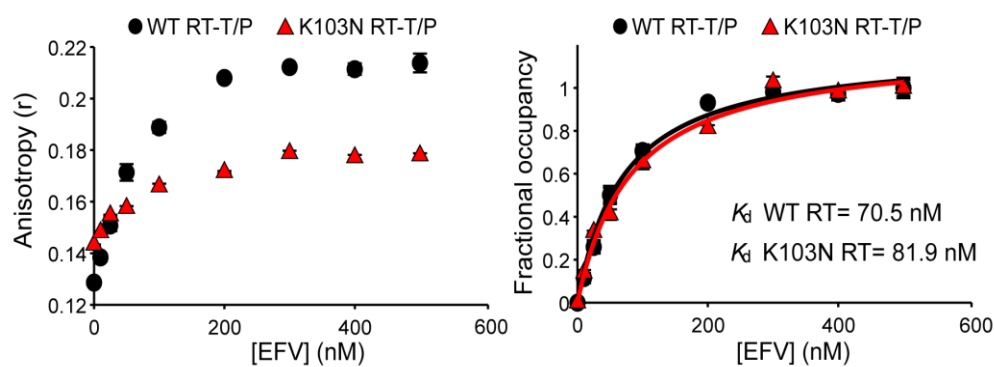 WT RT-T/P K103N RT-T/P
Anisotropy (r)
0.22
0.2
0.18
0.16
0.14
0.12
0 200 400 600
[EFV] (nM)
WT RT-T/P K103N RT-T/P
Fractional occupancy
1
0.8
0.6
0.4
0.2
0
Kd WT RT= 70.5 nM
Kd K103N RT= 81.9 nM
0 200 400 600
[EFV] (nM)